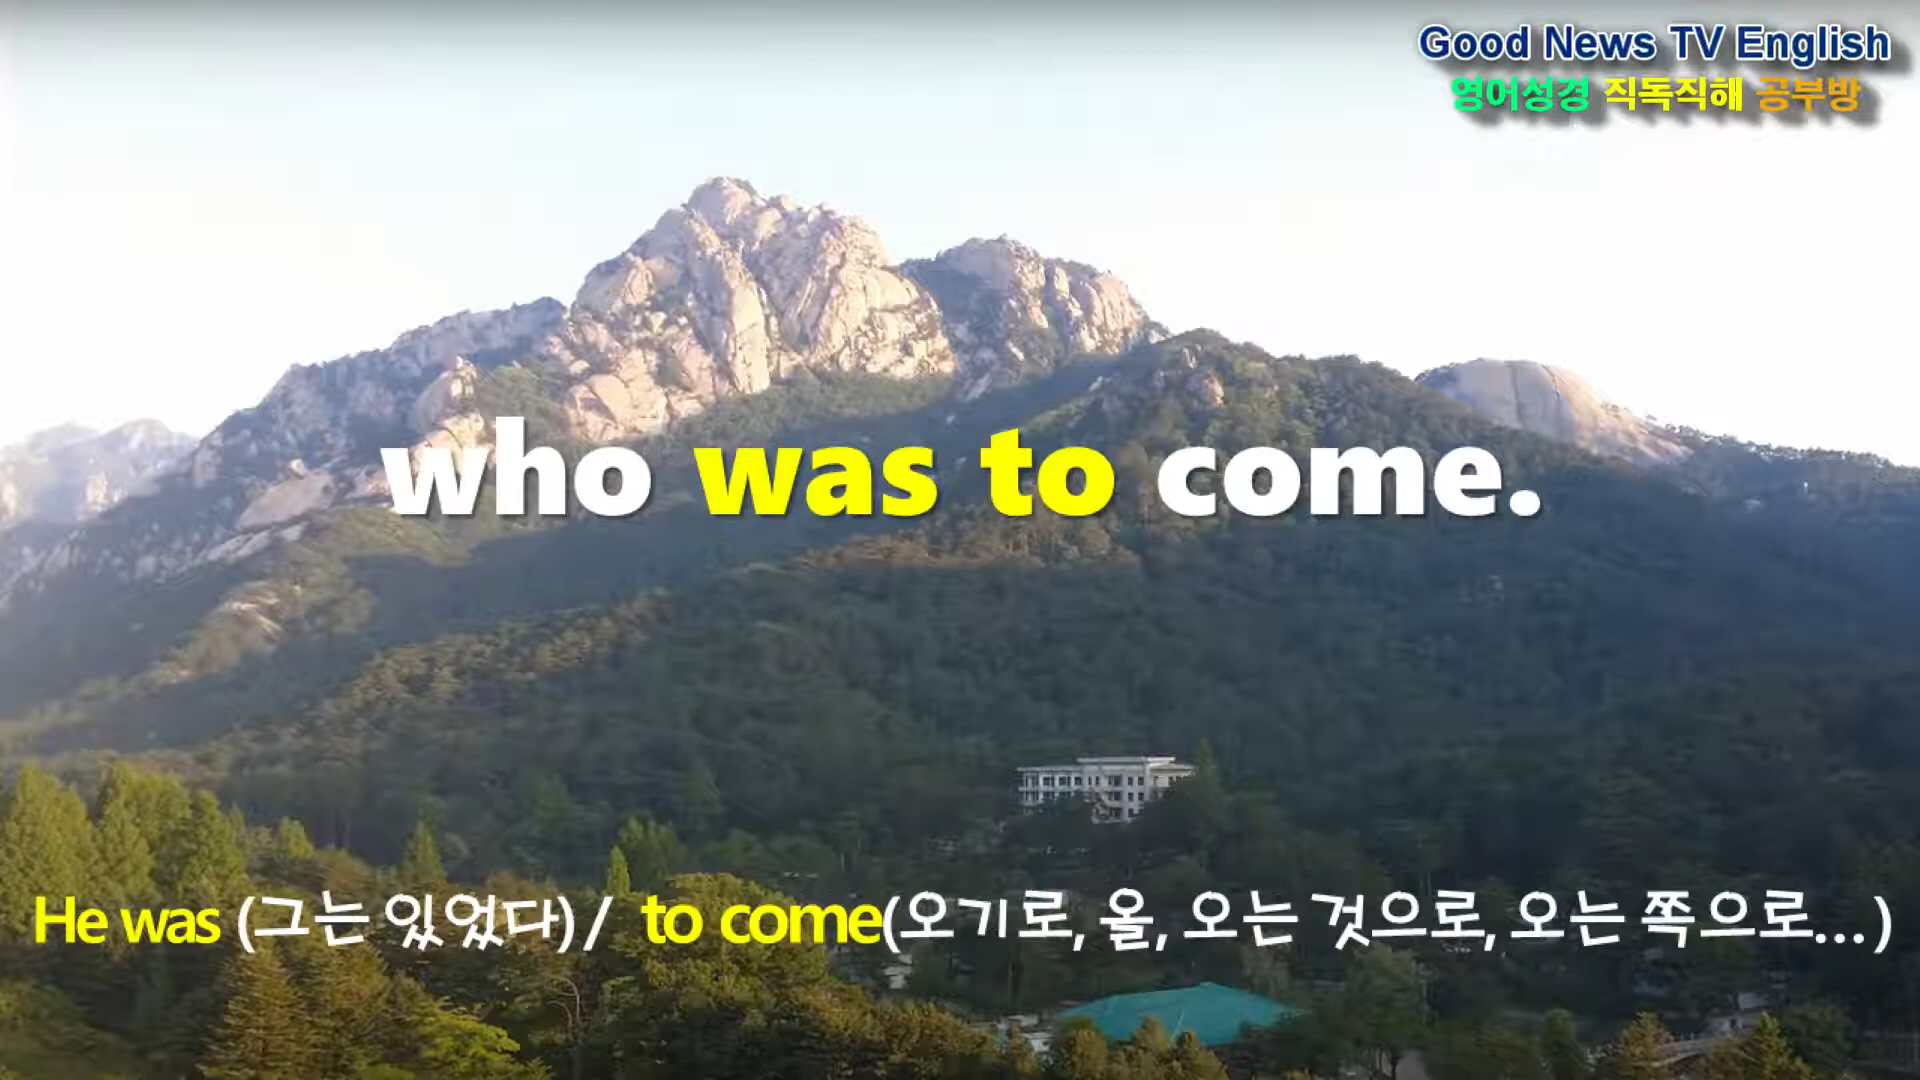 Good News TV English
영어성경 직독직해 공부방
who was to come.
He was (그는 있었다) / to come(오기로, 올, 오는 것으로, 오는 쪽으로...)